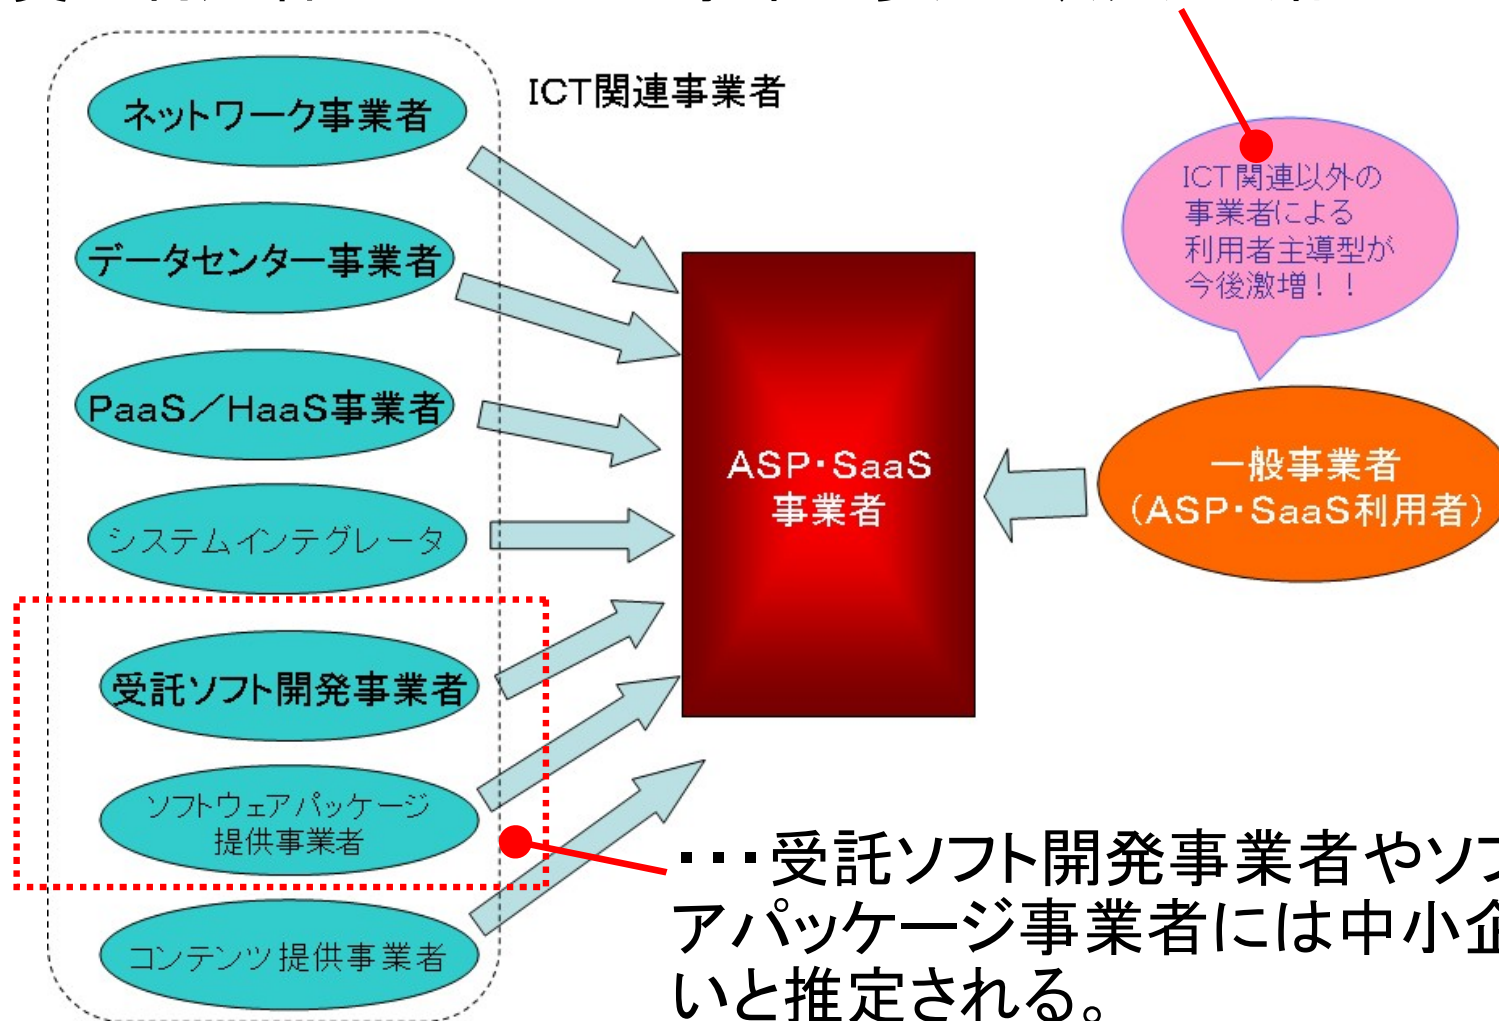 ICT関連事業者
ネットワーク事業者
データセンター事業者
PaaS／HaaS事業者
システムインテグレータ
受託ソフト開発事業者
ソフトウェアパッケージ
提供事業者
コンテンツ提供事業者
ASP・SaaS
事業者
ICT関連以外の
事業者による
利用者主導型が
今後激増！！
一般事業者
（ASP・SaaS利用者）
・・・受託ソフト開発事業者やソフ
アパッケージ事業者には中小企
いと推定される。